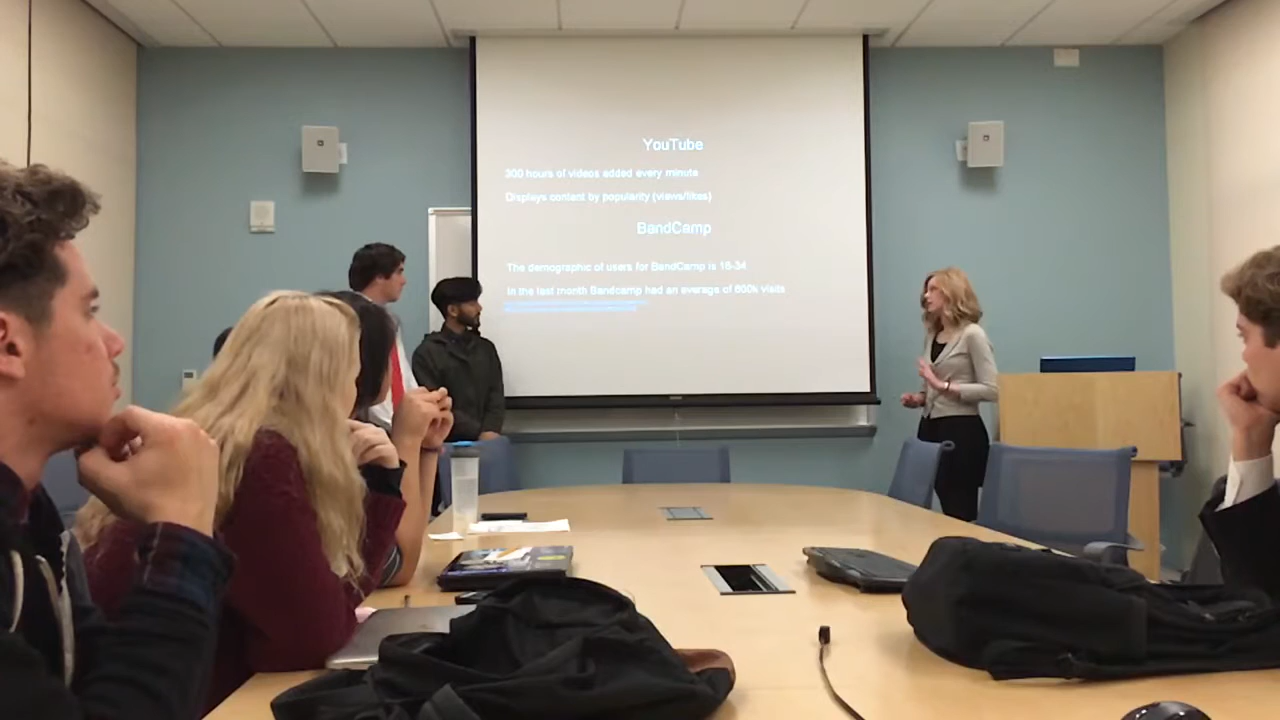 YouTube
300 hours of videos added every minute
Displays content by popularity (views/likes)
BandCamp
The demographic of users for BandCamp is 16-34
In the last month Bandcamp had an average of 600k visits